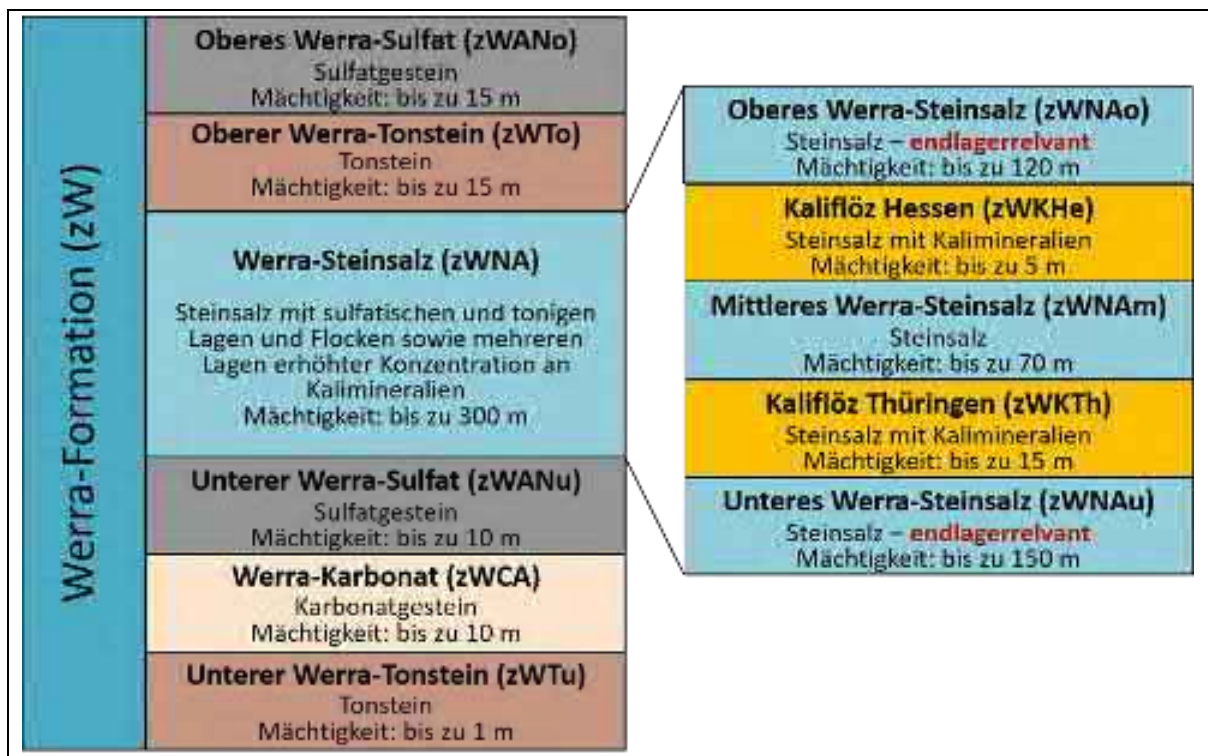 Werra-Formation (zW)
Oberes Werra-Sulfat (zWANo)
Sulfatgestein
Mächtigkeit: bis zu 15 m
Oberer Werra-Tonstein (zWTo)
Tonstein
Mächtigkeit: bis zu 15 m
Werra-Steinsalz (zWNA)
Steinsalz mit sulfatischen und tonigen
Lagen und Flocken sowie mehreren
Lagen erhöhter Konzentration an
Kalimineralien
Mächtigkeit: bis zu 300 m
Unterer Werra-Sulfat (zWANu)
Sulfatgestein
Mächtigkeit: bis zu 10 m
Werra-Karbonat (zWCA)
Karbonatgestein
Mächtigkeit: bis zu 10 m
Unterer Werra-Tonstein (zWTu)
Tonstein
Mächtigkeit: bis zu 1 m
Oberes Werra-Steinsalz (zWNAo)
Steinsalz – endlagerrelvant
Mächtigkeit: bis zu 120 m
Kaliflöz Hessen (zWKHe)
Steinsalz mit Kalimineralien
Mächtigkeit: bis zu 5 m
Mittleres Werra-Steinsalz (zWNAm)
Steinsalz
Mächtigkeit: bis zu 70 m
Kaliflöz Thüringen (zWKTh)
Steinsalz mit Kalimineralien
Mächtigkeit: bis zu 15 m
Unteres Werra-Steinsalz (zWNAu)
Steinsalz – endlagerrelvant
Mächtigkeit: bis zu 150 m